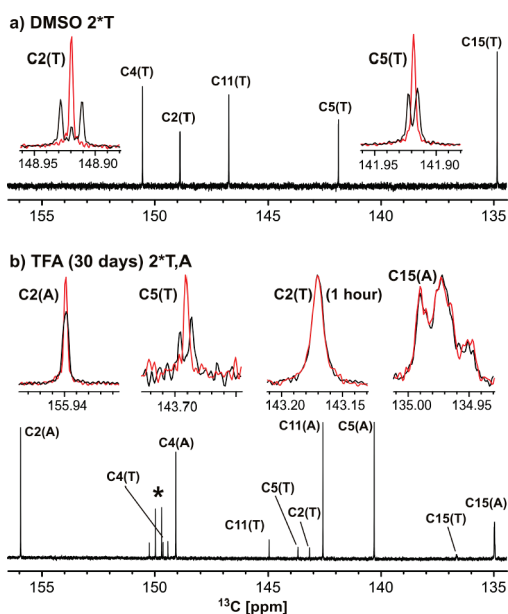 a) DMSO 2*T
C2(T)
C4(T)
C11(T)
C2(T)
C5(T)
C5(T)
C15(T)
148.95 148.90
141.95 141.90
155 150 145 140 135
b) TFA (30 days) 2*T,A
C2(A)
C5(T)
C2(T) (1 hour)
C15(A)
155.94
143.70
143.20 143.15
135.00 134.95
C2(A)
C4(T)
*
C4(A)
C11(T)
C5(T)
C2(T)
C11(A)
C5(A)
C15(T)
C15(A)
155 150 145 140 135
13C [ppm]